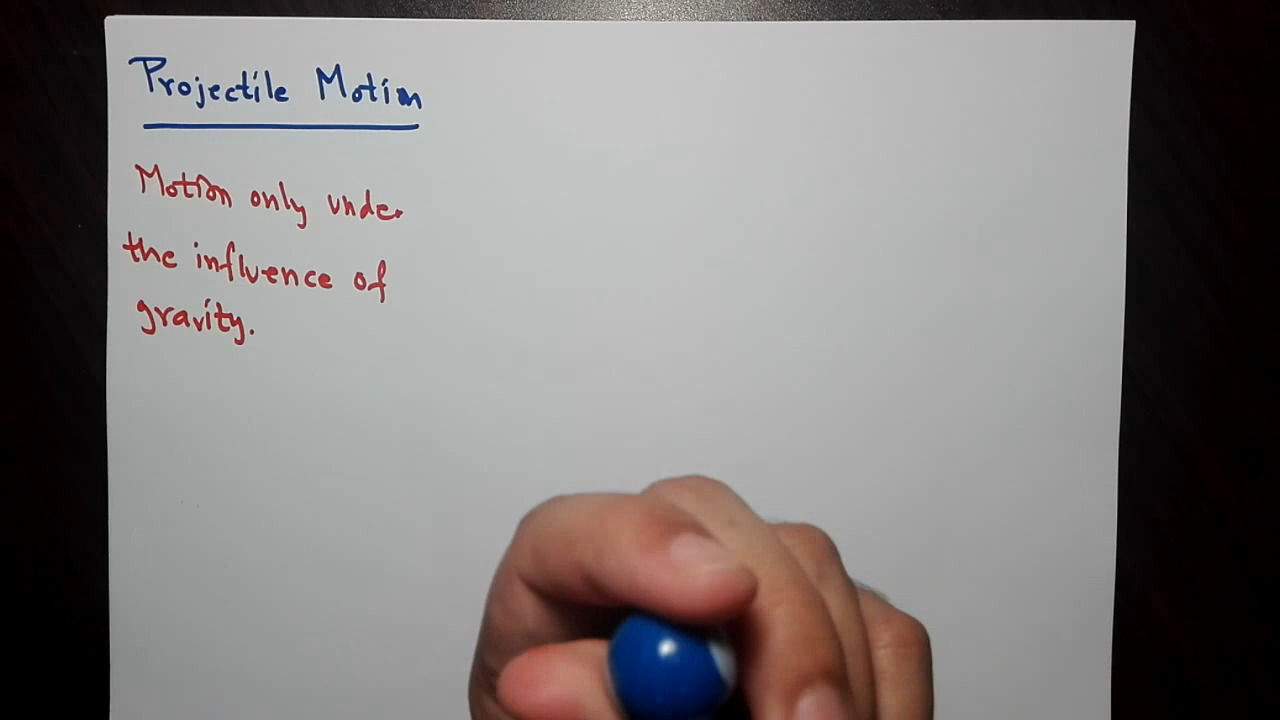 Projectile Motion
Motion only under
the influence of
gravity.